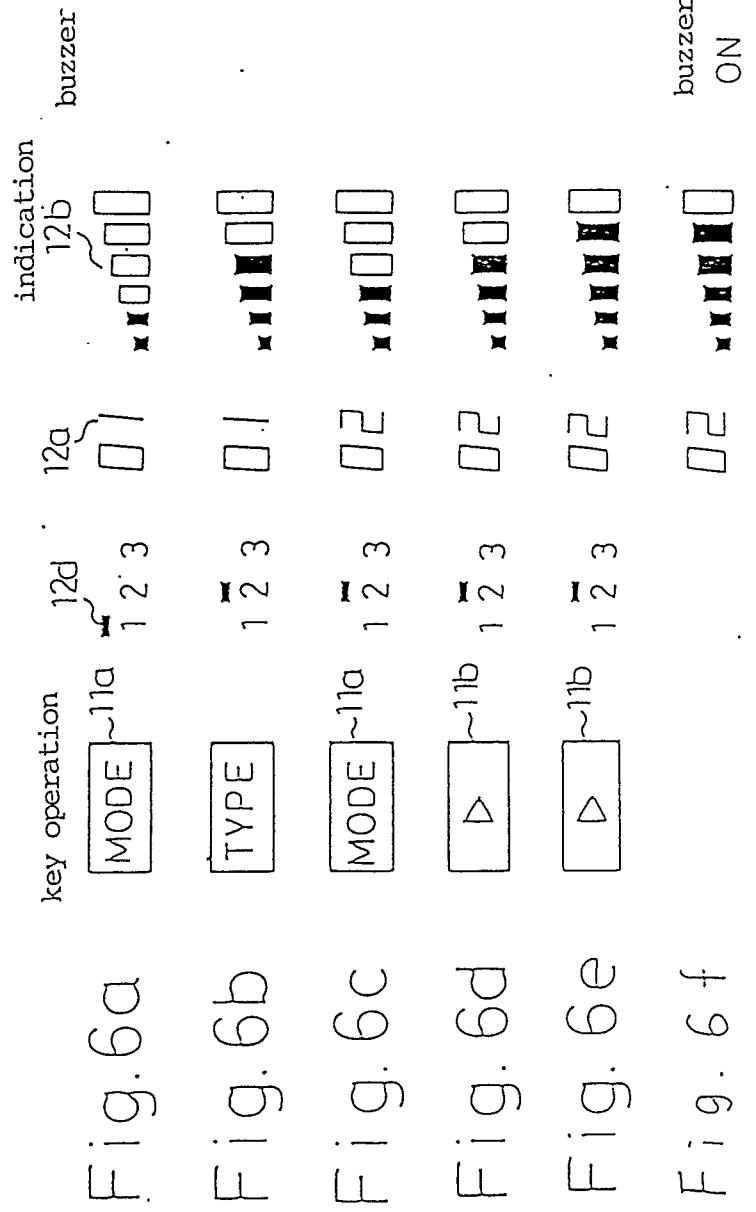 indication
key operation 12d 12a 12b buzzer
Fig.6a MODE ~11a 1 2 3 01
Fig.6b TYPE 1 2 3 01
Fig.6c MODE ~11a 1 2 3 02
Fig.6d ▷ ~11b 1 2 3 02
Fig.6e ▷ ~11b 1 2 3 02
Fig.6f 02 buzzer
ON